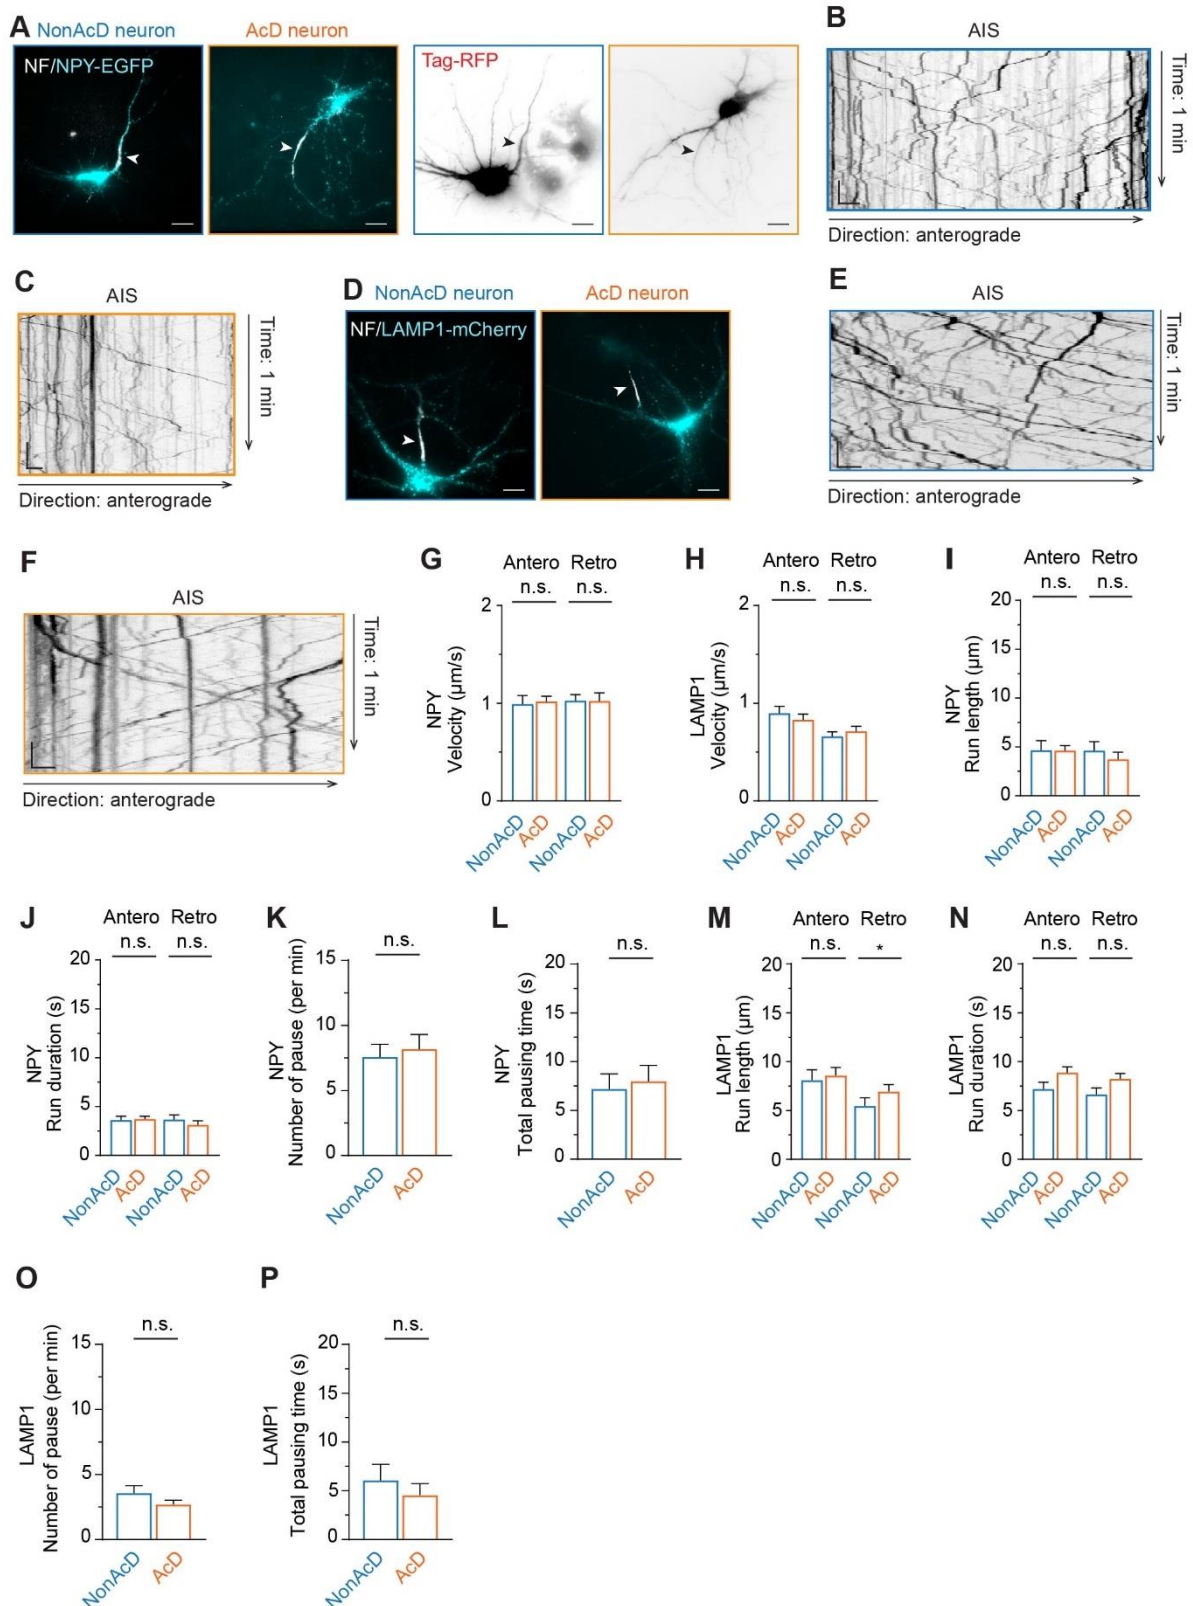 A NonAcD neuron AcD neuron
NF/NPY-EGFP
Tag-RFP
B
AIS
Time: 1 min
Direction: anterograde
C
AIS
Time: 1 min
Direction: anterograde
D NonAcD neuron AcD neuron
NF/LAMP1-mCherry
E
AIS
Time: 1 min
Direction: anterograde
F
AIS
Time: 1 min
Direction: anterograde
G
Antero Retro
n.s. n.s.
NPY
Velocity (µm/s)
2
1
0
NonAcD AcD NonAcD AcD
H
Antero Retro
n.s. n.s.
LAMP1
Velocity (µm/s)
2
1
0
NonAcD AcD NonAcD AcD
I
Antero Retro
n.s. n.s.
NPY
Run length (µm)
20
15
10
5
0
NonAcD AcD NonAcD AcD
J
Antero Retro
n.s. n.s.
NPY
Run duration (s)
20
15
10
5
0
NonAcD AcD NonAcD AcD
K
n.s.
NPY
Number of pause (per min)
15
10
5
0
NonAcD AcD
L
n.s.
NPY
Total pausing time (s)
20
15
10
5
0
NonAcD AcD
M
Antero Retro
n.s. *
LAMP1
Run length (µm)
20
15
10
5
0
NonAcD AcD NonAcD AcD
N
Antero Retro
n.s. n.s.
LAMP1
Run duration (s)
20
15
10
5
0
NonAcD AcD NonAcD AcD
O
n.s.
LAMP1
Number of pause (per min)
15
10
5
0
NonAcD AcD
P
n.s.
LAMP1
Total pausing time (s)
20
15
10
5
0
NonAcD AcD